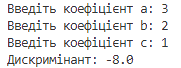 Введіть коефіцієнт a: 3
Введіть коефіцієнт b: 2
Введіть коефіцієнт c: 1
Дискримінант: -8.0